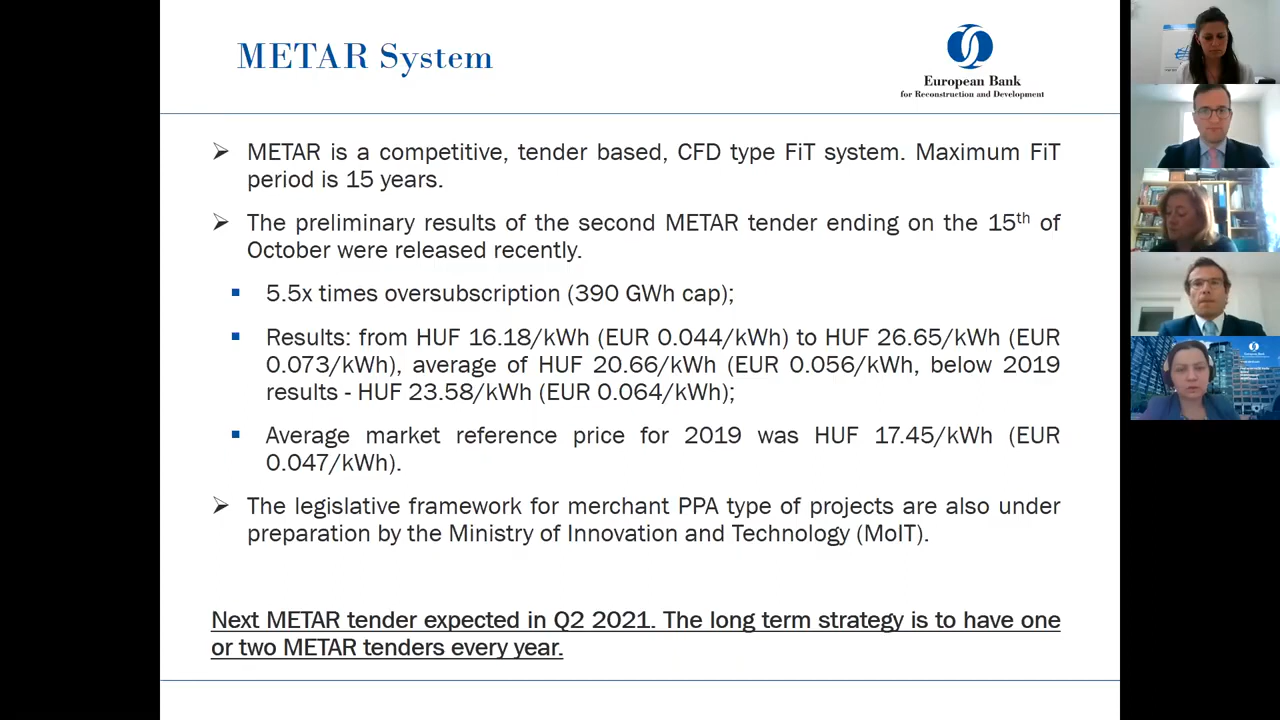 METAR System
European Bank
for Reconstruction and Development
➢ METAR is a competitive, tender based, CFD type FiT system. Maximum FiT
period is 15 years.
➢ The preliminary results of the second METAR tender ending on the 15th of
October were released recently.
▪ 5.5x times oversubscription (390 GWh cap);
▪ Results: from HUF 16.18/kWh (EUR 0.044/kWh) to HUF 26.65/kWh (EUR
0.073/kWh), average of HUF 20.66/kWh (EUR 0.056/kWh, below 2019
results - HUF 23.58/kWh (EUR 0.064/kWh);
▪ Average market reference price for 2019 was HUF 17.45/kWh (EUR
0.047/kWh).
➢ The legislative framework for merchant PPA type of projects are also under
preparation by the Ministry of Innovation and Technology (MoIT).
Next METAR tender expected in Q2 2021. The long term strategy is to have one
or two METAR tenders every year.